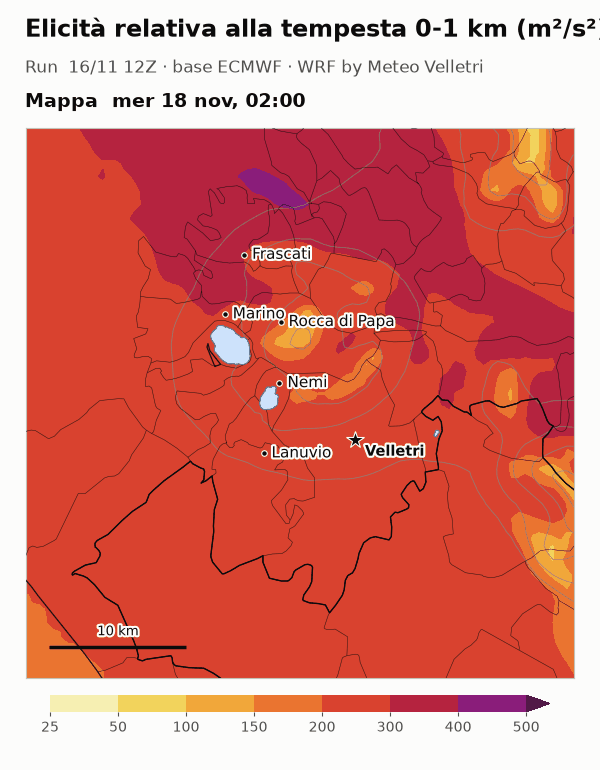 Elicità relativa alla tempesta 0-1 km (m²/s²)
Run  16/11 12Z · base ECMWF · WRF by Meteo Velletri
Mappa  mer 18 nov, 02:00
Frascati
Marino
Rocca di Papa
Nemi
Lanuvio
Velletri
10 km
25 50 100 150 200 300 400 500